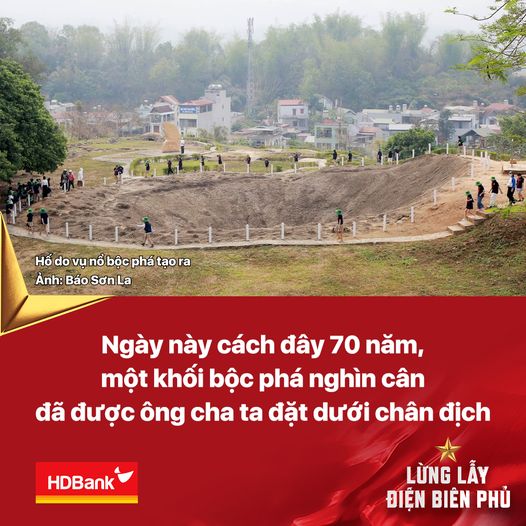 Hố do vụ nổ bộc phá tạo ra
Ảnh: Báo Sơn La
Ngày này cách đây 70 năm,
một khối bộc phá nghìn cân
đã được ông cha ta đặt dưới chân địch
HDBank
LỪNG LẪY
ĐIỆN BIÊN PHỦ